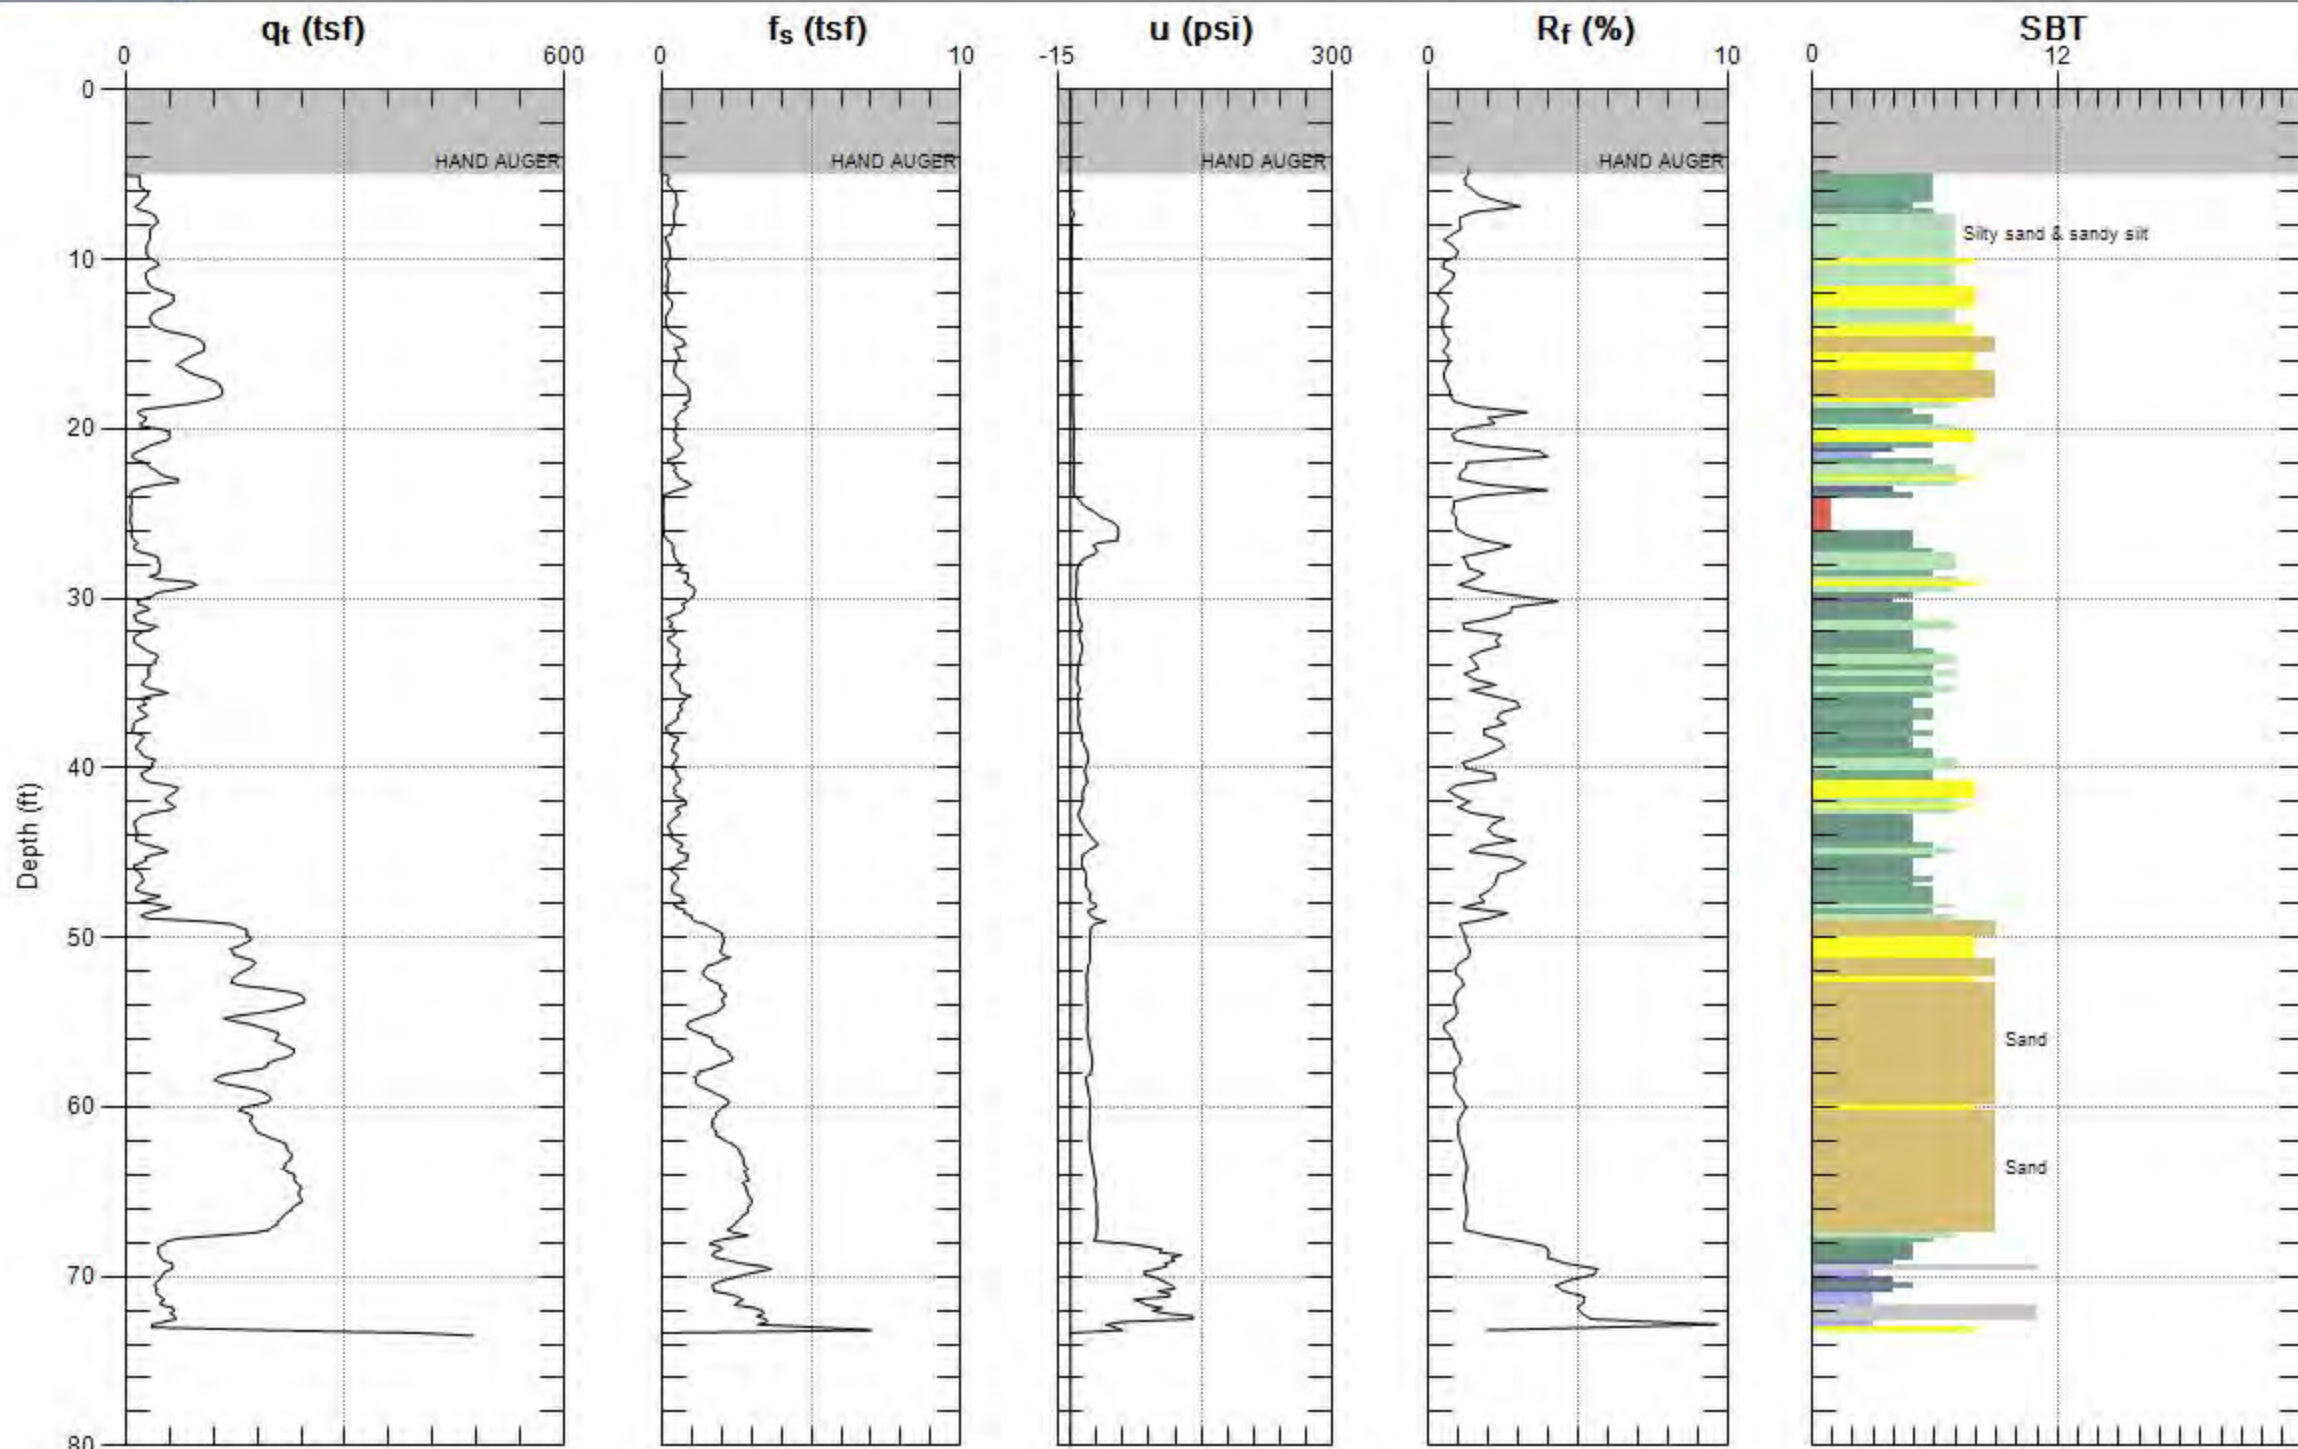 qt (tsf) fs (tsf) u (psi) Rf (%) SBT
0 600 0 10 -15 300 0 10 0 12
0
HAND AUGER HAND AUGER HAND AUGER HAND AUGER
Silty sand & sandy silt
10
20
30
40
Depth (ft)
50
Sand
60
Sand
70
80